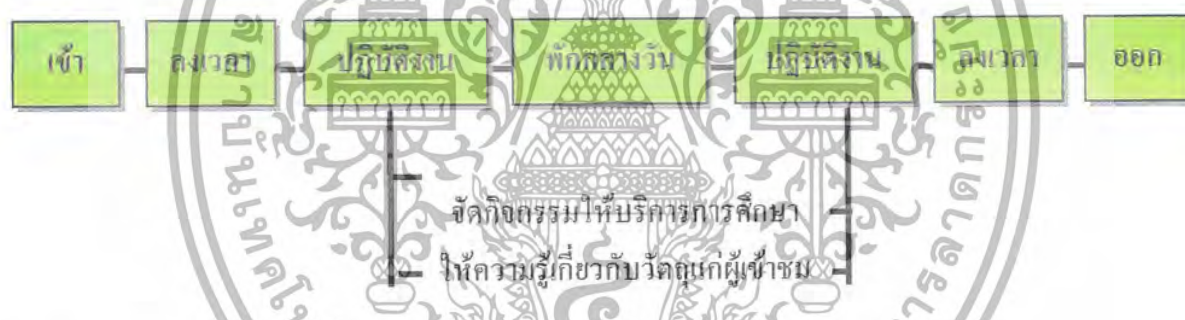 เข้า ลงเวลา ปฏิบัติงาน พักกลางวัน ปฏิบัติงาน ลงเวลา ออก
จัดกิจกรรมให้บริการการศึกษา
ให้ความรู้เกี่ยวกับวัตถุแก่ผู้เข้าชม